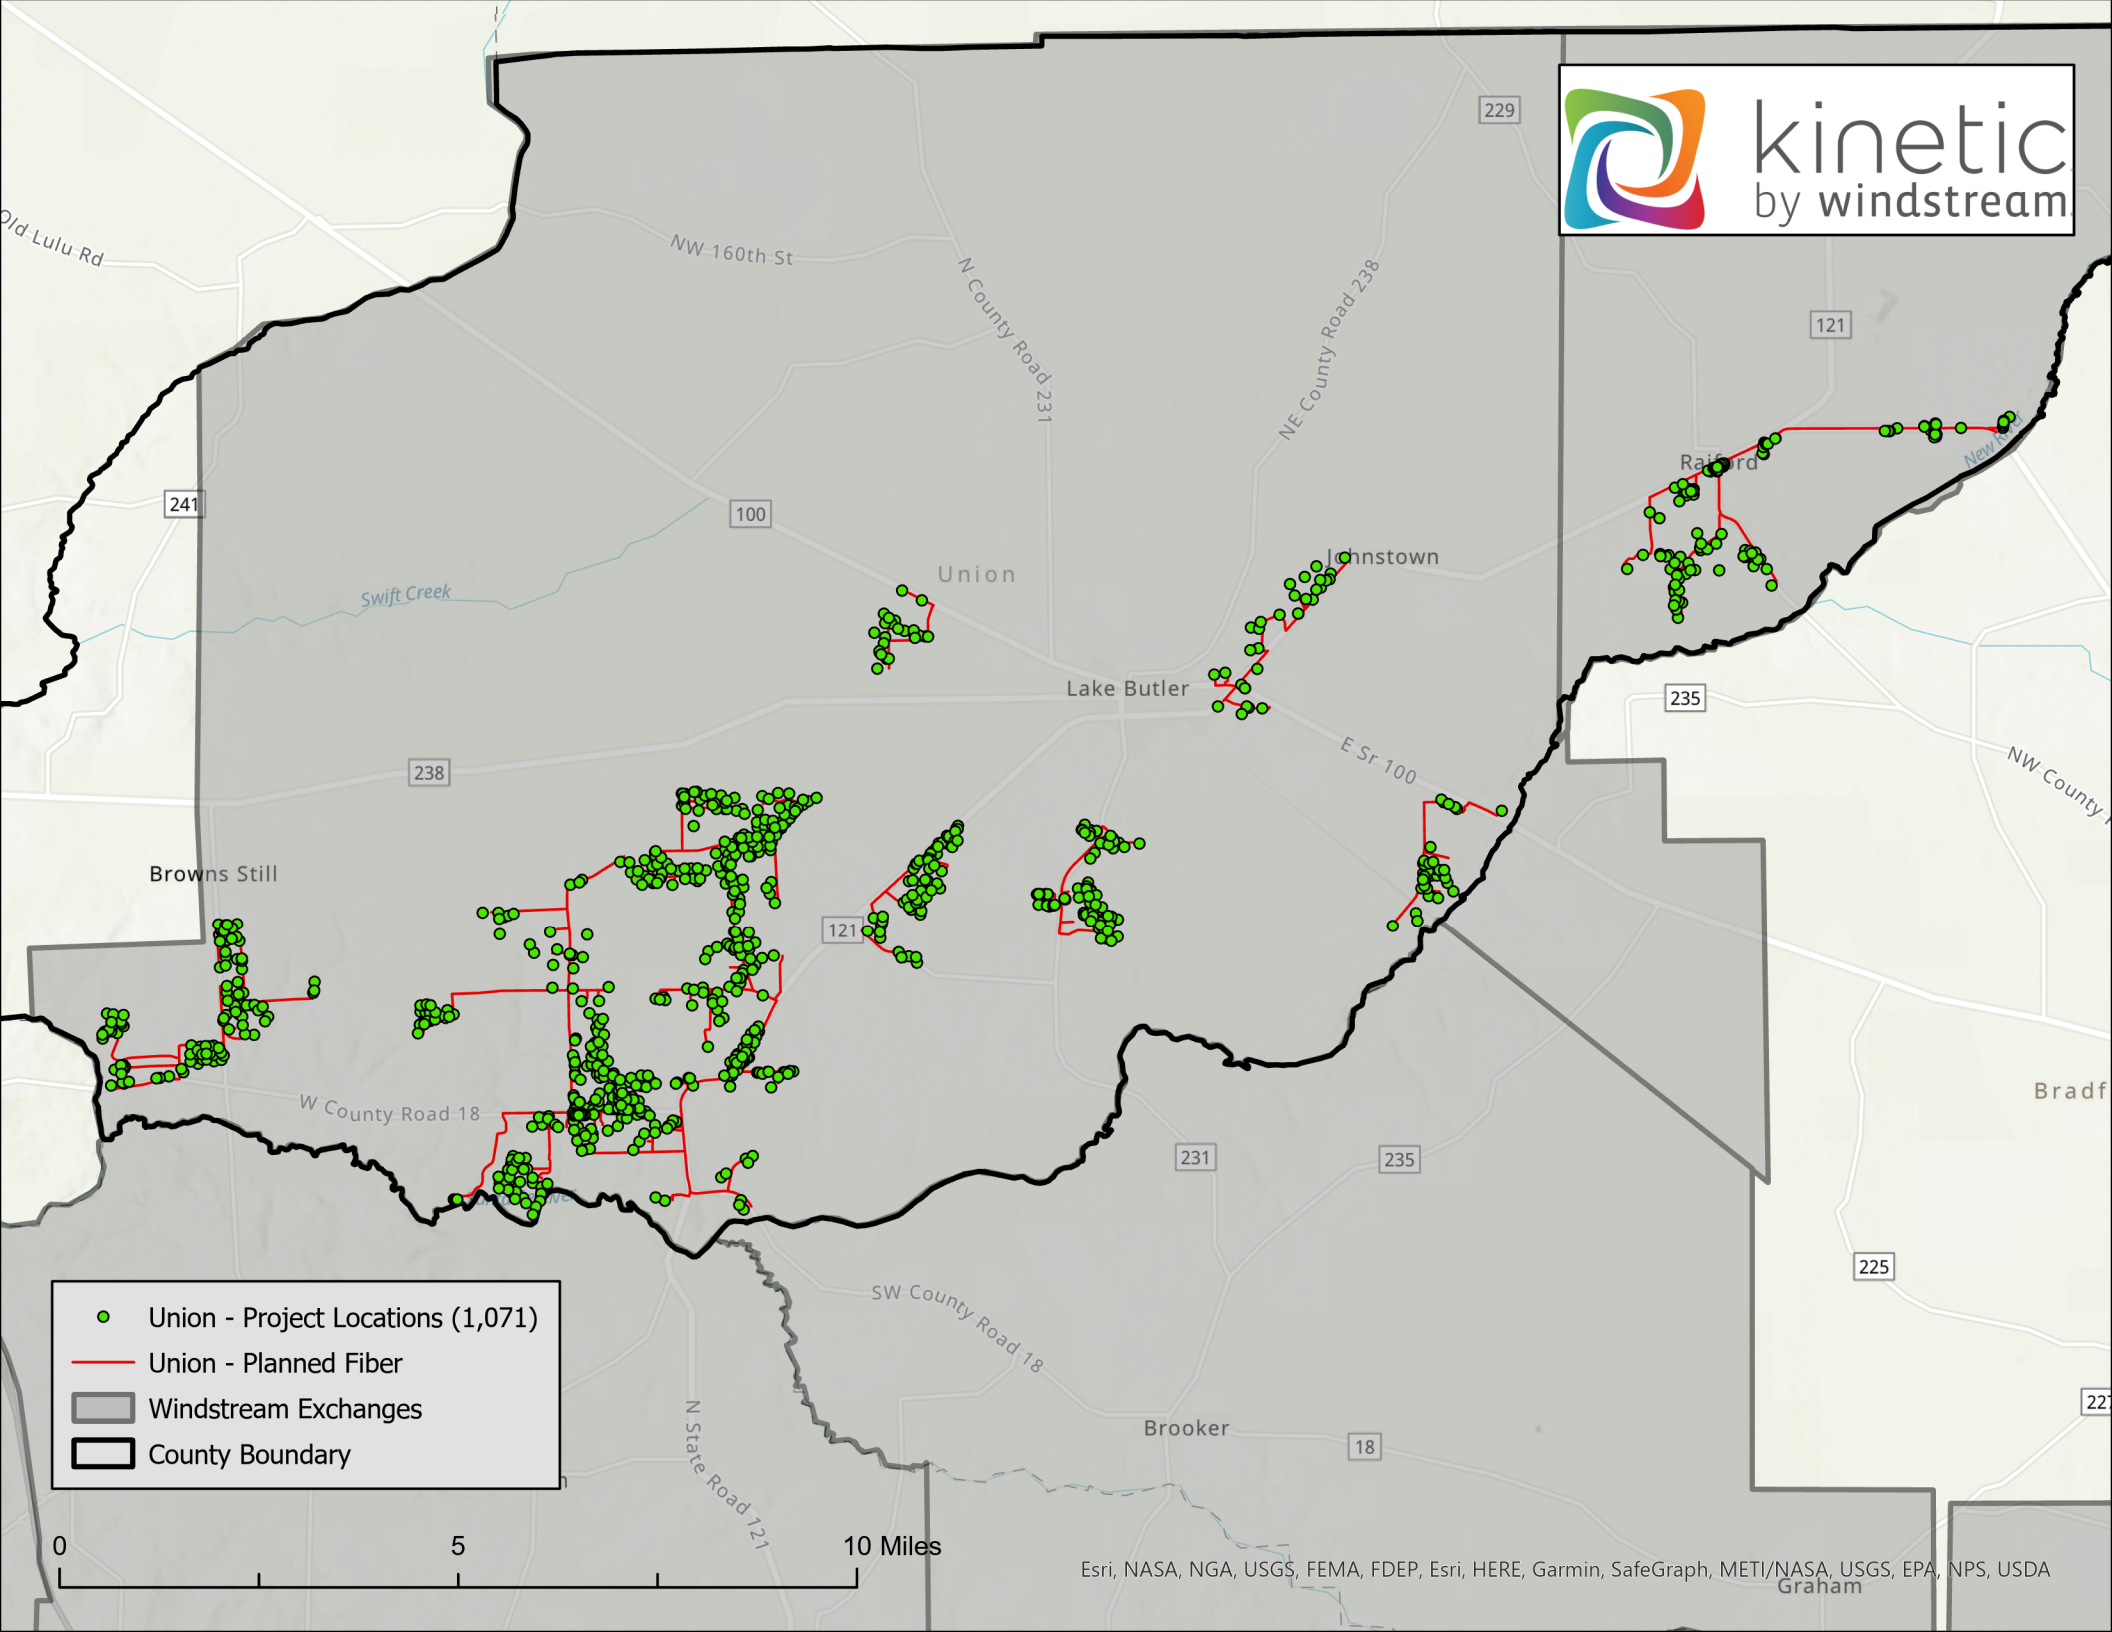 229
kinetic
by windstream
Old Lulu Rd
NW 160th St
N County Road 231
NE County Road 238
121
241
100
Union
Swift Creek
Raiford
New River
Johnstown
Lake Butler
235
E Sr 100
NW County
238
Browns Still
121
W County Road 18
Bradf
231
235
225
SW County Road 18
227
N State Road 121
Brooker
18
Graham
Union - Project Locations (1,071)
Union - Planned Fiber
Windstream Exchanges
County Boundary
0 5 10 Miles
Esri, NASA, NGA, USGS, FEMA, FDEP, Esri, HERE, Garmin, SafeGraph, METI/NASA, USGS, EPA, NPS, USDA